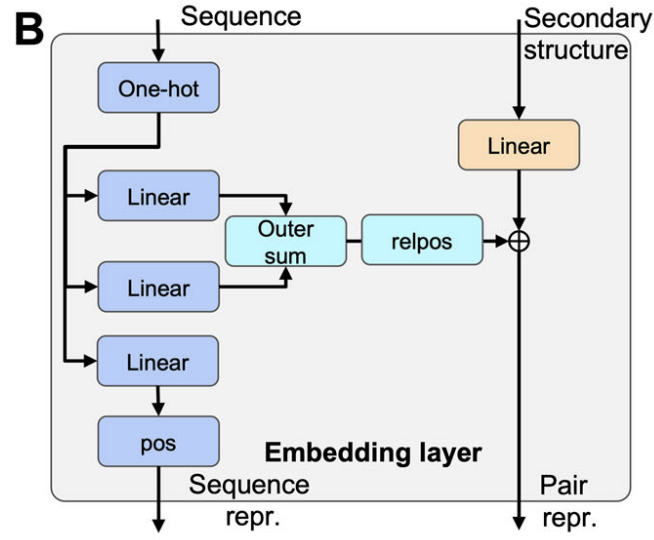 B
Sequence
Secondary
structure
One-hot
Linear
Linear
Outer
sum
relpos
Linear
Linear
pos
Embedding layer
Sequence
repr.
Pair
repr.